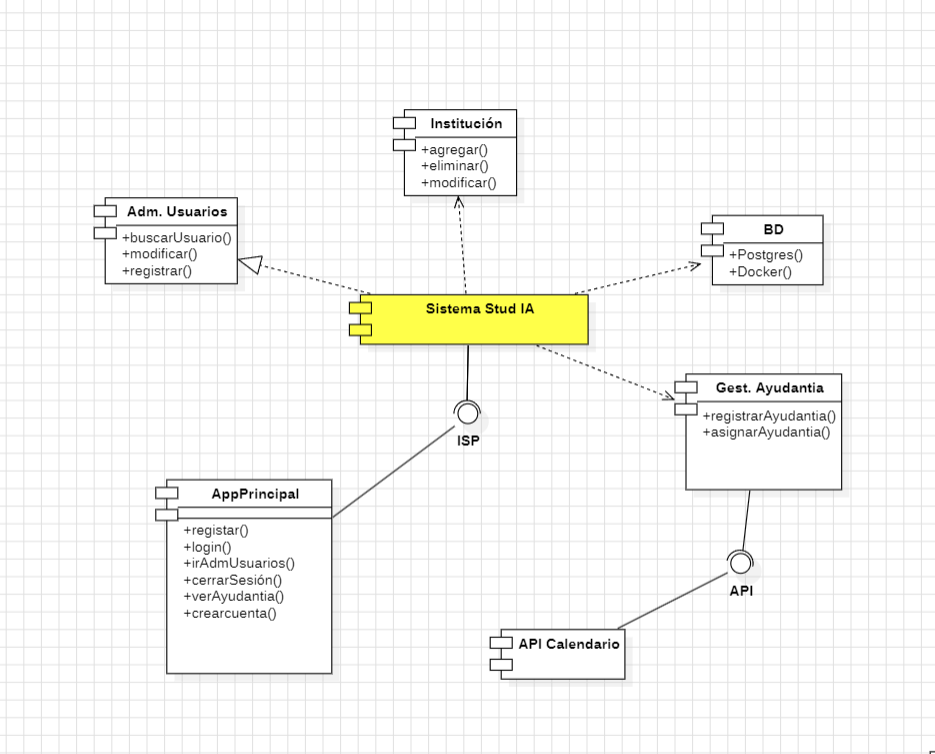 Institución
+agregar()
+eliminar()
+modificar()
Adm. Usuarios
+buscarUsuario()
+modificar()
+registrar()
BD
+Postgres()
+Docker()
Sistema Stud IA
Gest. Ayudantia
+registrarAyudantia()
+asignarAyudantia()
ISP
AppPrincipal
+registar()
+login()
+irAdmUsuarios()
+cerrarSesión()
+verAyudantia()
+crearcuenta()
API
API Calendario